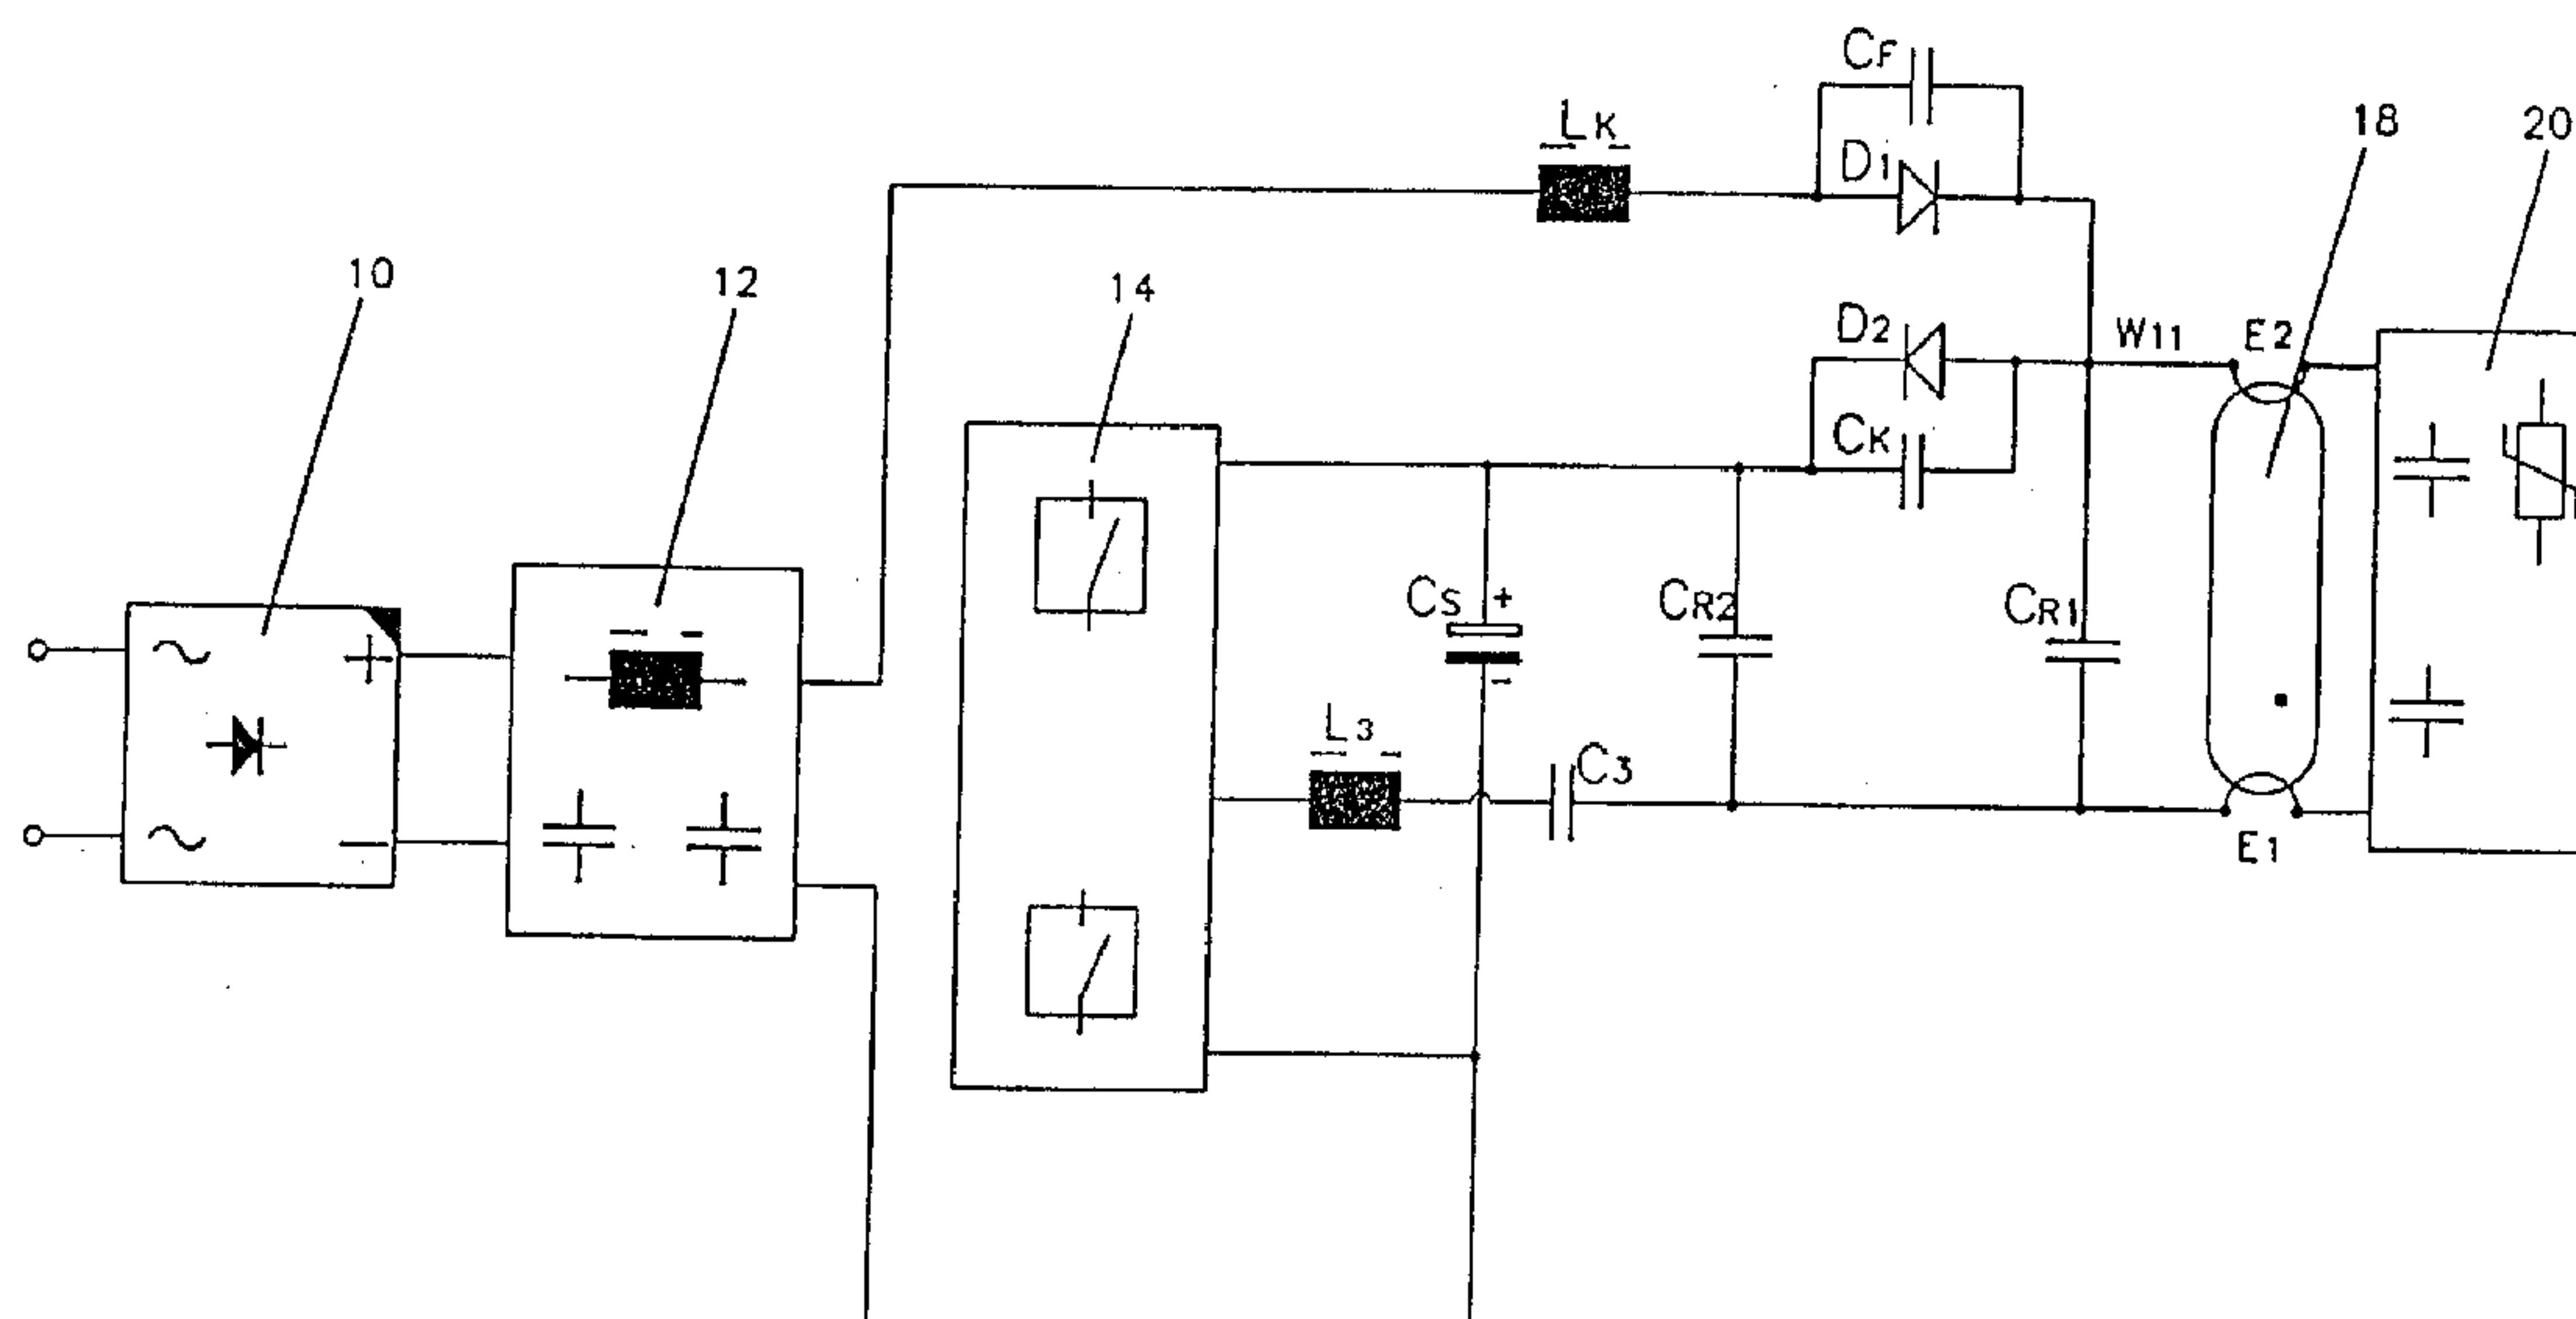 CF
LK
D1
18
20
10
12
14
D2
W11
E2
CK
CS
+
CR2
CR1
~
+
-
L3
C3
~
−
E1